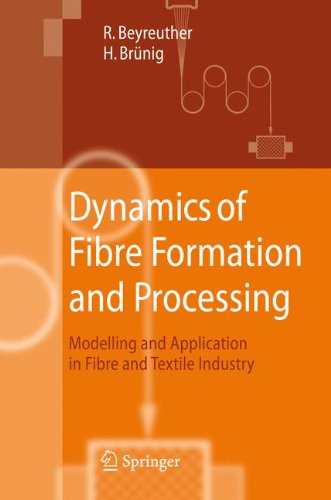 R. Beyreuther
H. Brünig
Dynamics of
Fibre Formation
and Processing
Modelling and Application
in Fibre and Textile Industry
Springer